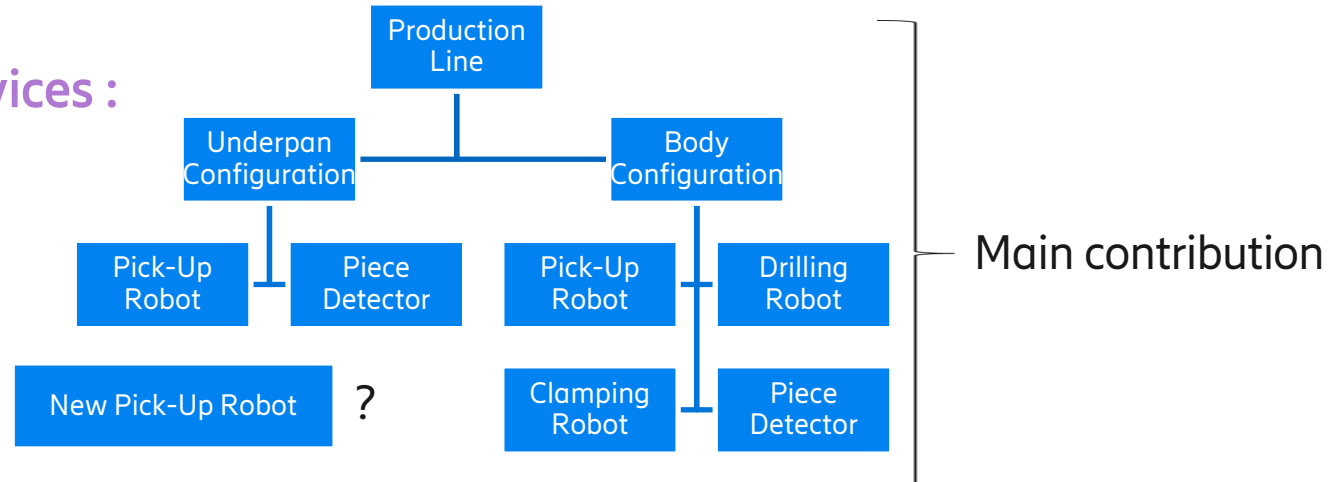 Production
Line
vices :
Underpan
Configuration
Body
Configuration
Main contribution
Pick-Up
Robot
Piece
Detector
Pick-Up
Robot
Drilling
Robot
New Pick-Up Robot
?
Clamping
Robot
Piece
Detector